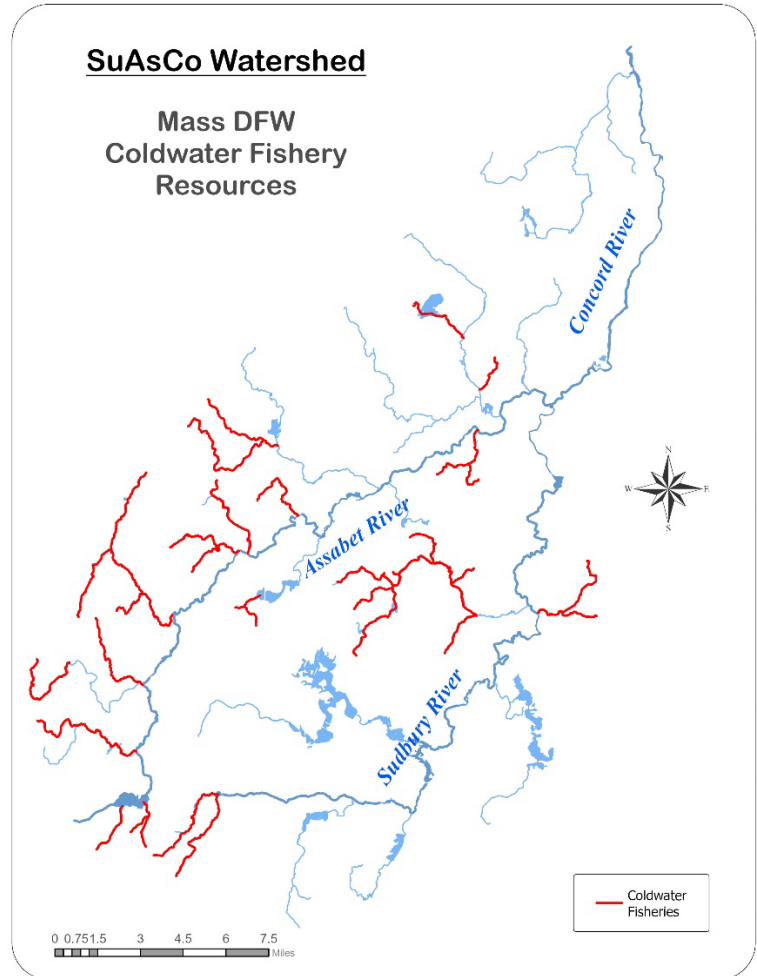 SuAsCo Watershed
Mass DFW
Coldwater Fishery
Resources
Concord River
N
W
E
S
Assabet River
Sudbury River
Coldwater
Fisheries
0 0.751.5 3 4.5 6 7.5
Miles